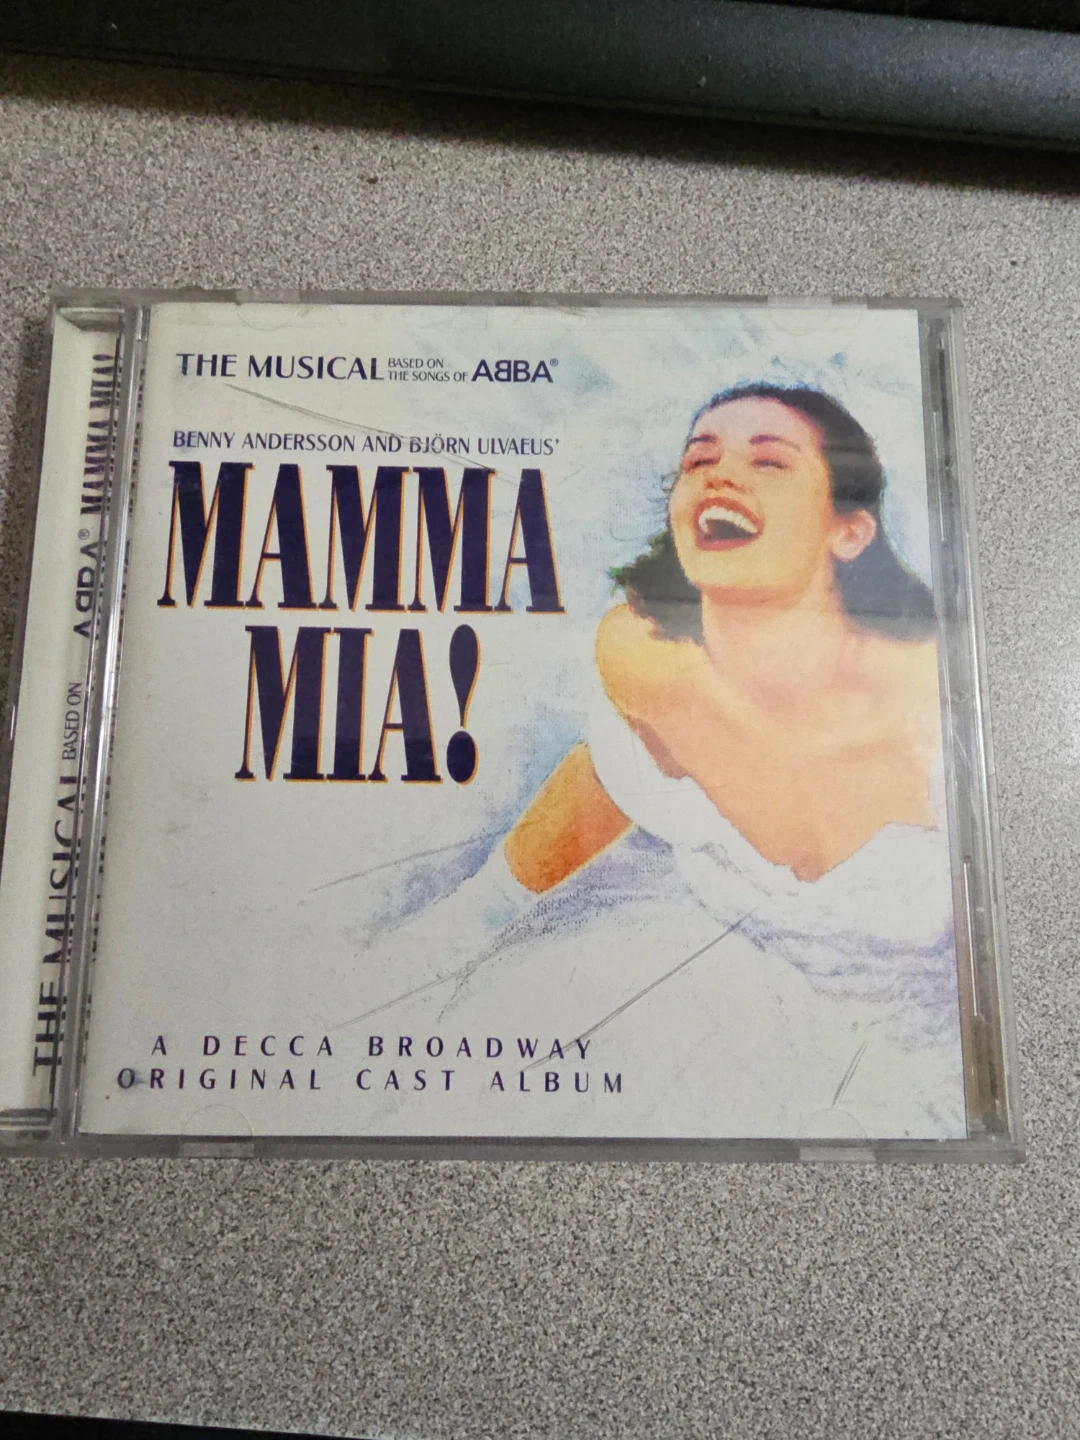 THE MUSICAL BASED ON THE SONGS OF ABBA®
BENNY ANDERSSON AND BJÖRN ULVAEUS'
MAMMA
MIA!
A DECCA BROADWAY
ORIGINAL CAST ALBUM
THE MUSICAL BASED ON ABBA® MAMMA MIA!